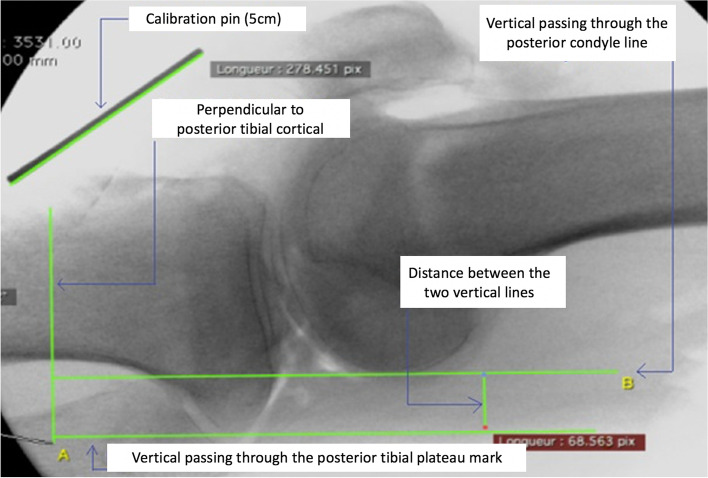 Calibration pin (5cm)
Vertical passing through the
posterior condyle line
: 3531.00
00 mm
Longueur : 278.451 pix
Perpendicular to
posterior tibial cortical
Distance between the
two vertical lines
B
Longueur : 68.563 pix
A
Vertical passing through the posterior tibial plateau mark